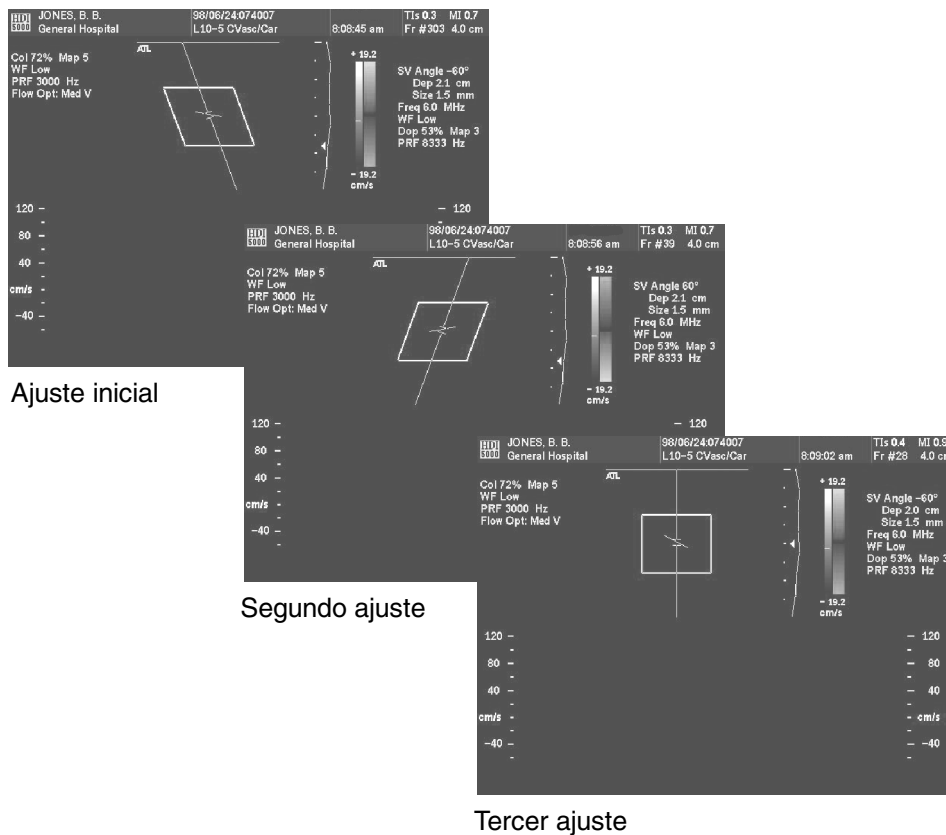 HDI 5000 JONES, B. B. 98/06/24:074007 TIs 0.3 MI 0.7
General Hospital L10-5 CVasc/Car 8:08:45 am Fr #303 4.0 cm
ATL
Col 72% Map 5
WF Low
PRF 3000 Hz
Flow Opt: Med V
+ 19.2
- 19.2
cm/s
SV Angle -60°
Dep 2.1 cm
Size 1.5 mm
Freq 6.0 MHz
WF Low
Dop 53% Map 3
PRF 8333 Hz
120 -
80 -
40 -
cm/s -
-40 -
- 120
Ajuste inicial
HDI 5000 JONES, B. B. 98/06/24:074007 TIs 0.3 MI 0.7
General Hospital L10-5 CVasc/Car 8:08:56 am Fr #39 4.0 cm
ATL
Col 72% Map 5
WF Low
PRF 3000 Hz
Flow Opt: Med V
+ 19.2
- 19.2
cm/s
SV Angle 60°
Dep 2.1 cm
Size 1.5 mm
Freq 6.0 MHz
WF Low
Dop 53% Map 3
PRF 8333 Hz
120 -
80 -
40 -
cm/s -
-40 -
- 120
Segundo ajuste
HDI 5000 JONES, B. B. 98/06/24:074007 TIs 0.4 MI 0.9
General Hospital L10-5 CVasc/Car 8:09:02 am Fr #28 4.0 cm
ATL
Col 72% Map 5
WF Low
PRF 3000 Hz
Flow Opt: Med V
+ 19.2
- 19.2
cm/s
SV Angle -60°
Dep 2.0 cm
Size 1.5 mm
Freq 6.0 MHz
WF Low
Dop 53% Map 3
PRF 8333 Hz
120 - - 120
80 - - 80
40 - - 40
cm/s - - cm/s
-40 - - -40
Tercer ajuste